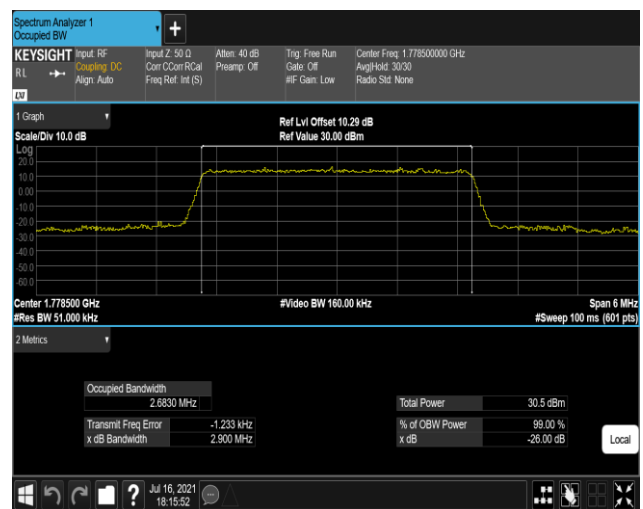 Spectrum Analyzer 1
Occupied BW
+
KEYSIGHT
RL
LXI
Input: RF
Coupling: DC
Align: Auto
Input Z: 50 Ω
Corr CCorr RCal
Freq Ref: Int (S)
Atten: 40 dB
Preamp: Off
Trig: Free Run
Gate: Off
#IF Gain: Low
Center Freq: 1.778500000 GHz
Avg|Hold: 30/30
Radio Std: None
1 Graph
Scale/Div 10.0 dB
Ref Lvl Offset 10.29 dB
Ref Value 30.00 dBm
Log
20.0
10.0
0.00
-10.0
-20.0
-30.0
-40.0
-50.0
-60.0
Center 1.778500 GHz
#Video BW 160.00 kHz
Span 6 MHz
#Res BW 51.000 kHz
#Sweep 100 ms (601 pts)
2 Metrics
Occupied Bandwidth
2.6830 MHz
Total Power 30.5 dBm
Transmit Freq Error -1.233 kHz
% of OBW Power 99.00 %
x dB Bandwidth 2.900 MHz
x dB -26.00 dB
Local
?
Jul 16, 2021
18:15:52